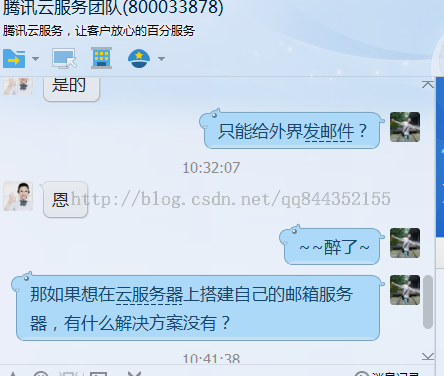 腾讯云服务团队(800033878)
腾讯云服务，让客户放心的百分服务
是的
只能给外界发邮件？
10:32:07
恩
http://blog.csdn.net/qq844352155
~~醉了~
那如果想在云服务器上搭建自己的邮箱服务
器，有什么解决方案没有？
10:41:38
消息记录